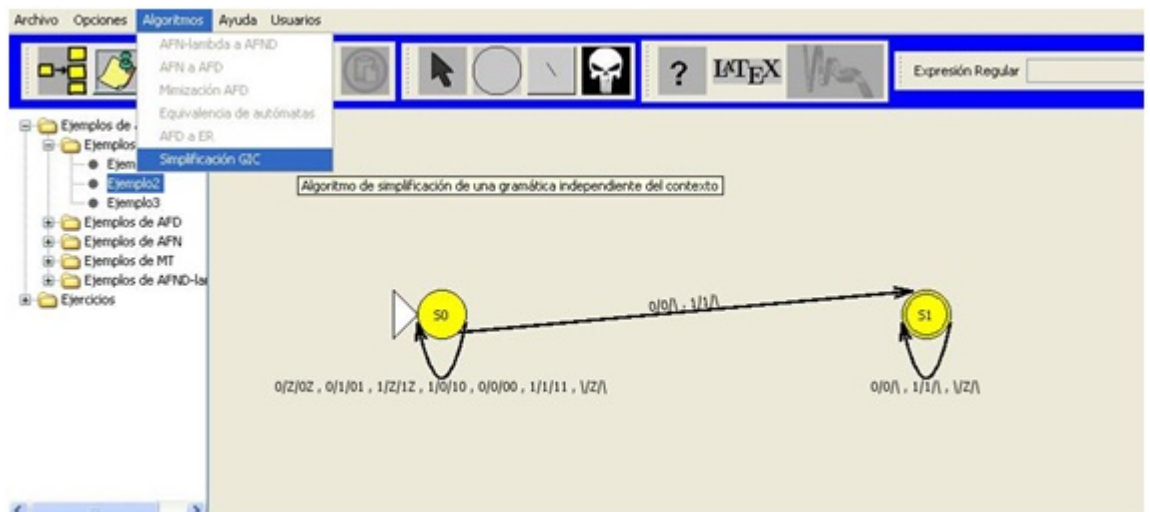 Archivo Opciones Algoritmos Ayuda Usuarios
AFN-lambda a AFND
AFN a AFD
Mimización AFD
Equivalencia de autómatas
AFD a ER
Simplificación GIC
? LATEX
Expresión Regular
Ejemplos de
Ejemplos
Ejem
Ejemplo2
Ejemplo3
Ejemplos de AFD
Ejemplos de AFN
Ejemplos de MT
Ejemplos de AFND-la
Ejercicios
Algoritmo de simplificación de una gramática independiente del contexto
0/0/\ , 1/1/\
S0
S1
0/Z/0Z , 0/1/01 , 1/Z/1Z , 1/0/10 , 0/0/00 , 1/1/11 , \/Z/\
0/0/\ , 1/1/\ , \/Z/\